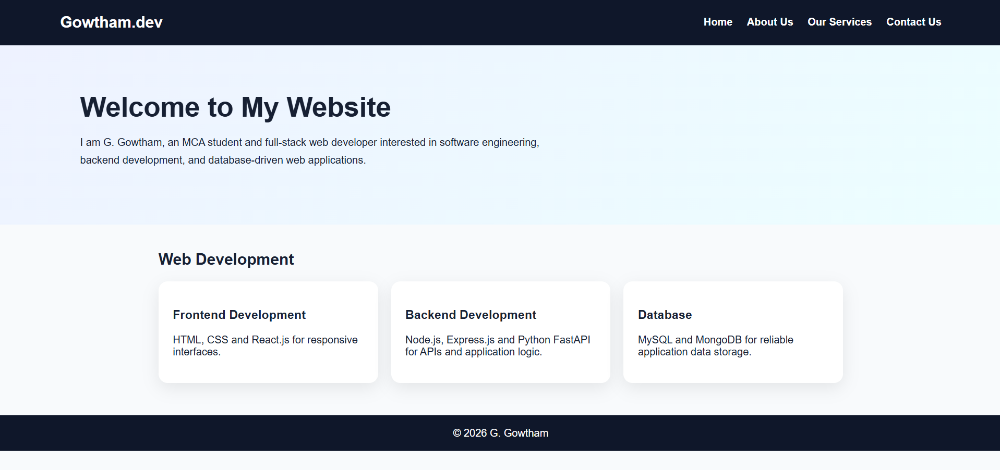 Gowtham.dev
Home About Us Our Services Contact Us
Welcome to My Website
I am G. Gowtham, an MCA student and full-stack web developer interested in software engineering,
backend development, and database-driven web applications.
Web Development
Frontend Development
HTML, CSS and React.js for responsive
interfaces.
Backend Development
Node.js, Express.js and Python FastAPI
for APIs and application logic.
Database
MySQL and MongoDB for reliable
application data storage.
© 2026 G. Gowtham